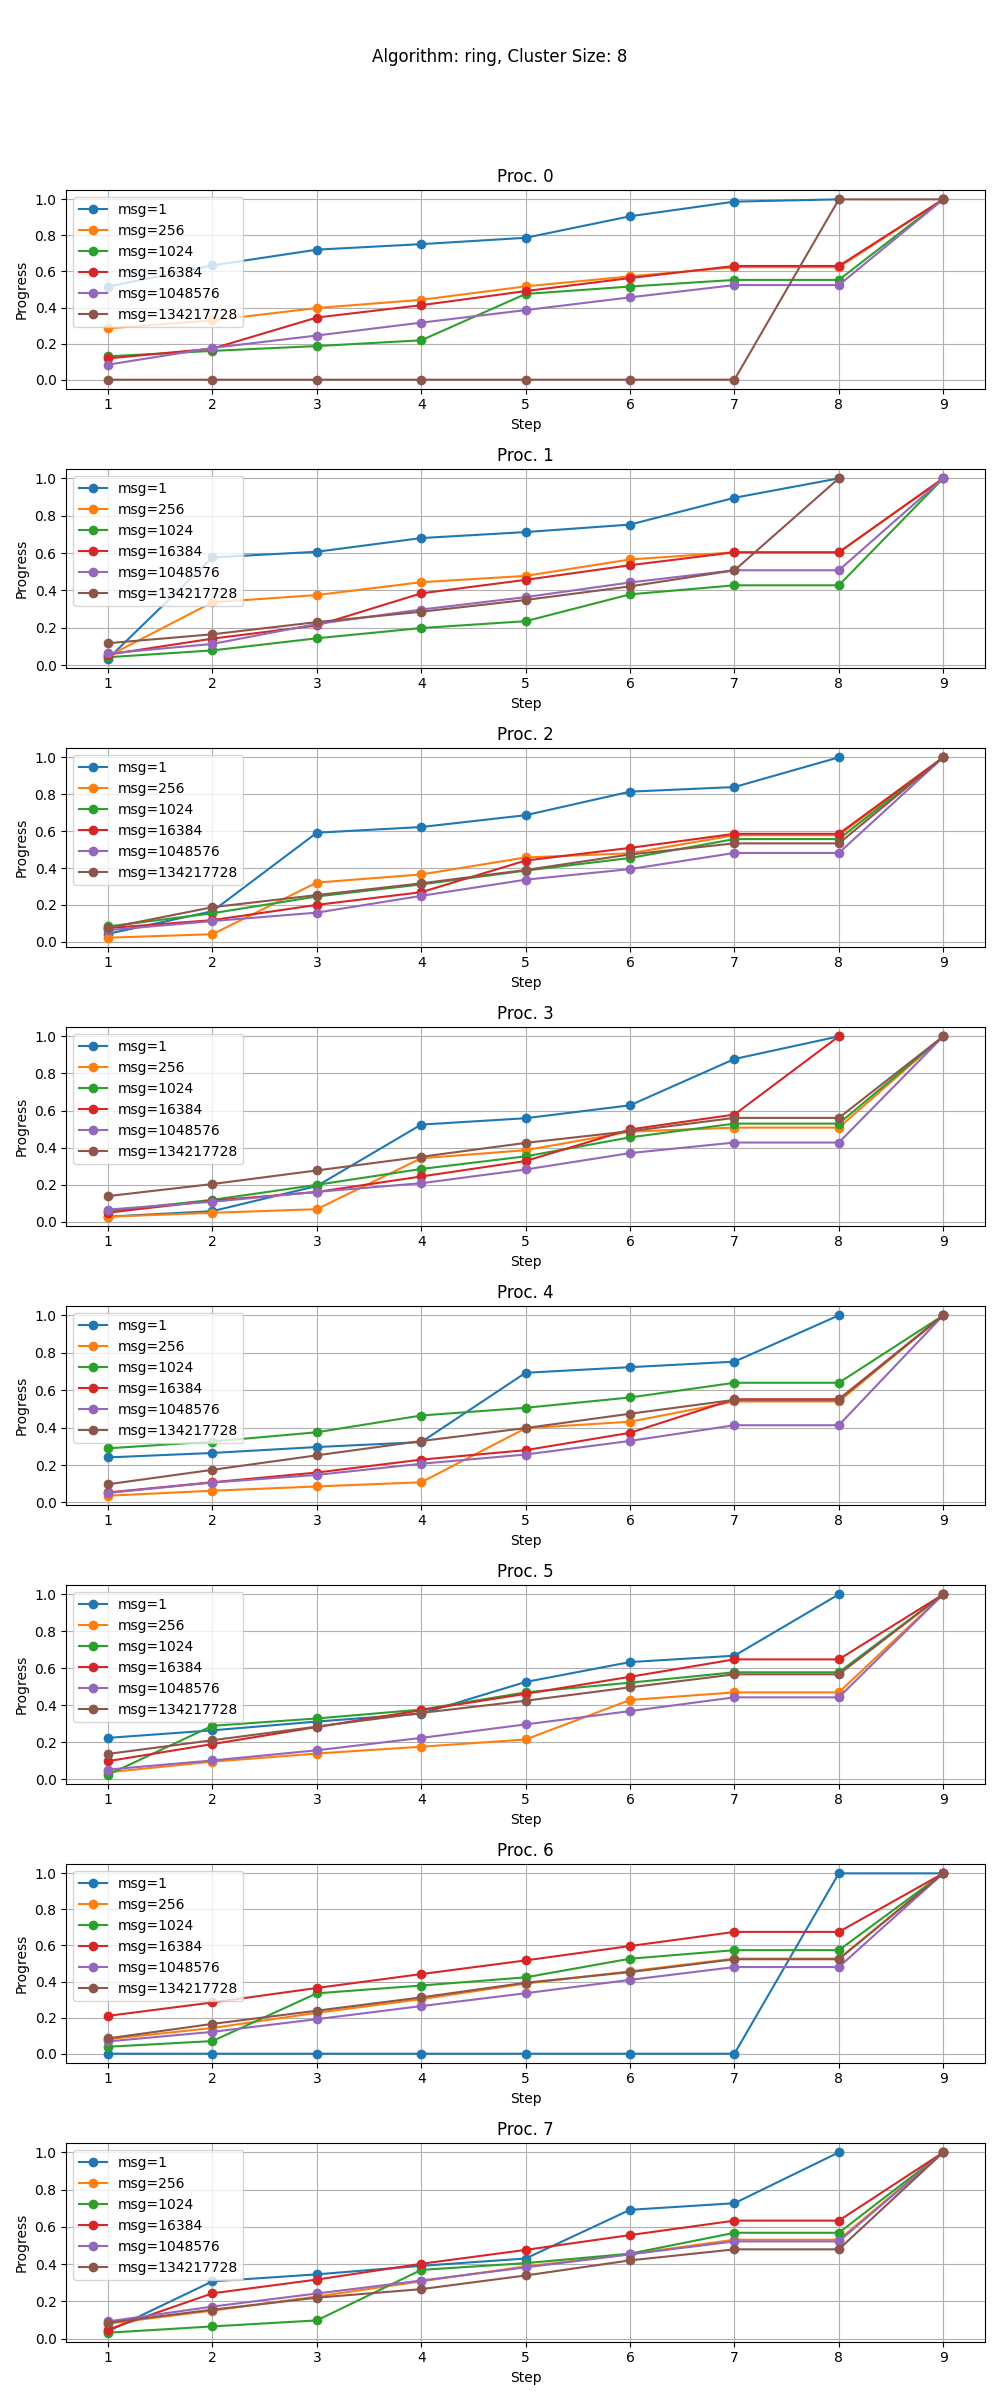 Algorithm: ring, Cluster Size: 8
Proc. 0
1.0
0.8
0.6
0.4
0.2
0.0
Progress
msg=1
msg=256
msg=1024
msg=16384
msg=1048576
msg=134217728
1 2 3 4 5 6 7 8 9
Step
Proc. 1
1.0
0.8
0.6
0.4
0.2
0.0
Progress
msg=1
msg=256
msg=1024
msg=16384
msg=1048576
msg=134217728
1 2 3 4 5 6 7 8 9
Step
Proc. 2
1.0
0.8
0.6
0.4
0.2
0.0
Progress
msg=1
msg=256
msg=1024
msg=16384
msg=1048576
msg=134217728
1 2 3 4 5 6 7 8 9
Step
Proc. 3
1.0
0.8
0.6
0.4
0.2
0.0
Progress
msg=1
msg=256
msg=1024
msg=16384
msg=1048576
msg=134217728
1 2 3 4 5 6 7 8 9
Step
Proc. 4
1.0
0.8
0.6
0.4
0.2
0.0
Progress
msg=1
msg=256
msg=1024
msg=16384
msg=1048576
msg=134217728
1 2 3 4 5 6 7 8 9
Step
Proc. 5
1.0
0.8
0.6
0.4
0.2
0.0
Progress
msg=1
msg=256
msg=1024
msg=16384
msg=1048576
msg=134217728
1 2 3 4 5 6 7 8 9
Step
Proc. 6
1.0
0.8
0.6
0.4
0.2
0.0
Progress
msg=1
msg=256
msg=1024
msg=16384
msg=1048576
msg=134217728
1 2 3 4 5 6 7 8 9
Step
Proc. 7
1.0
0.8
0.6
0.4
0.2
0.0
Progress
msg=1
msg=256
msg=1024
msg=16384
msg=1048576
msg=134217728
1 2 3 4 5 6 7 8 9
Step